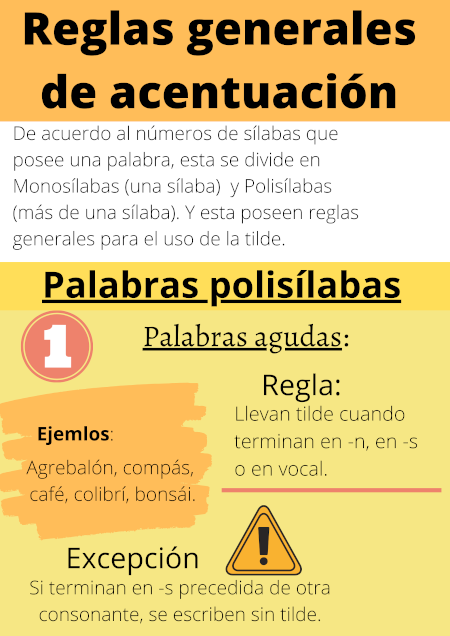 Reglas generales
de acentuación
De acuerdo al números de sílabas que
posee una palabra, esta se divide en
Monosílabas (una sílaba) y Polisílabas
(más de una sílaba). Y esta poseen reglas
generales para el uso de la tilde.
Palabras polisílabas
1
Palabras agudas:
Regla:
Llevan tilde cuando
terminan en -n, en -s
o en vocal.
Ejemlos:
Agrebalón, compás,
café, colibrí, bonsái.
!
Excepción
Si terminan en -s precedida de otra
consonante, se escriben sin tilde.